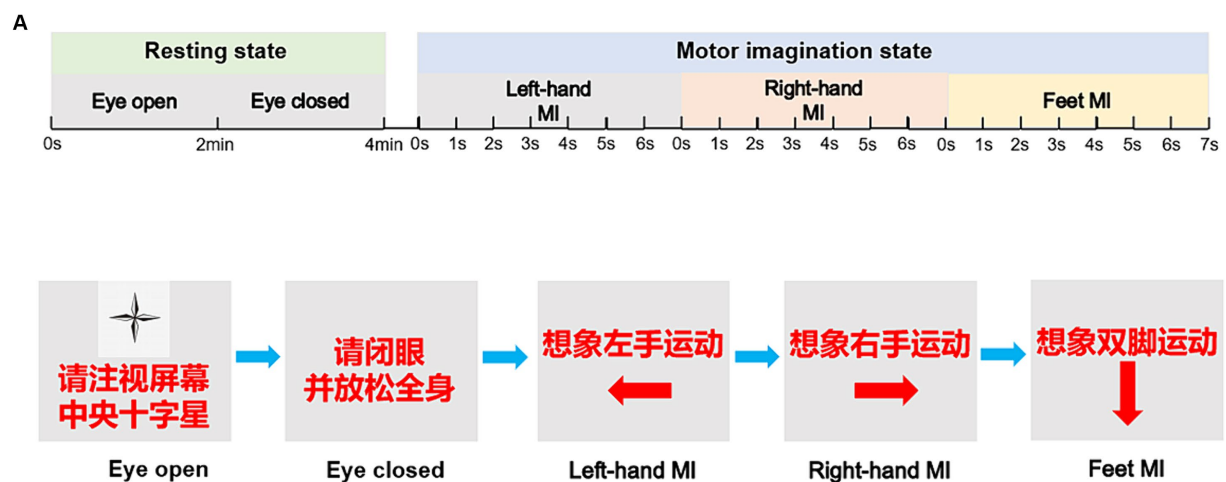 A
Resting state
Motor imagination state
Eye open
Eye closed
Left-hand
MI
Right-hand
MI
Feet MI
0s
2min
4min
0s 1s 2s 3s 4s 5s 6s 0s 1s 2s 3s 4s 5s 6s 0s 1s 2s 3s 4s 5s 6s 7s
请注视屏幕
中央十字星
请闭眼
并放松全身
想象左手运动
想象右手运动
想象双脚运动
Eye open
Eye closed
Left-hand MI
Right-hand MI
Feet MI